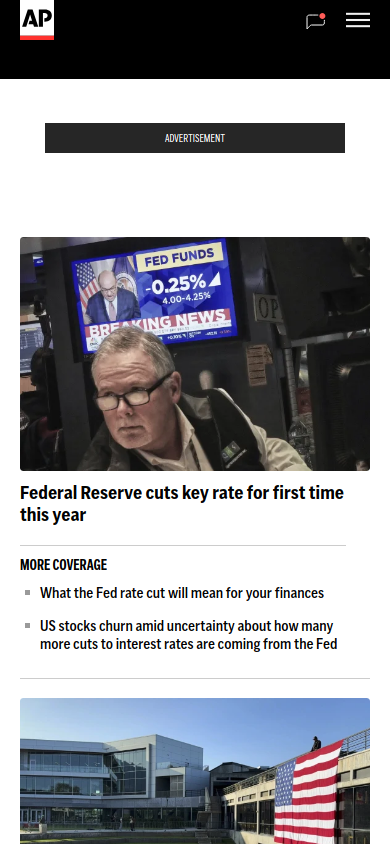 AP
ADVERTISEMENT
FED FUNDS
-0.25%
4.00-4.25%
BREAKING NEWS
OP
Federal Reserve cuts key rate for first time
this year
MORE COVERAGE
What the Fed rate cut will mean for your finances
US stocks churn amid uncertainty about how many
more cuts to interest rates are coming from the Fed